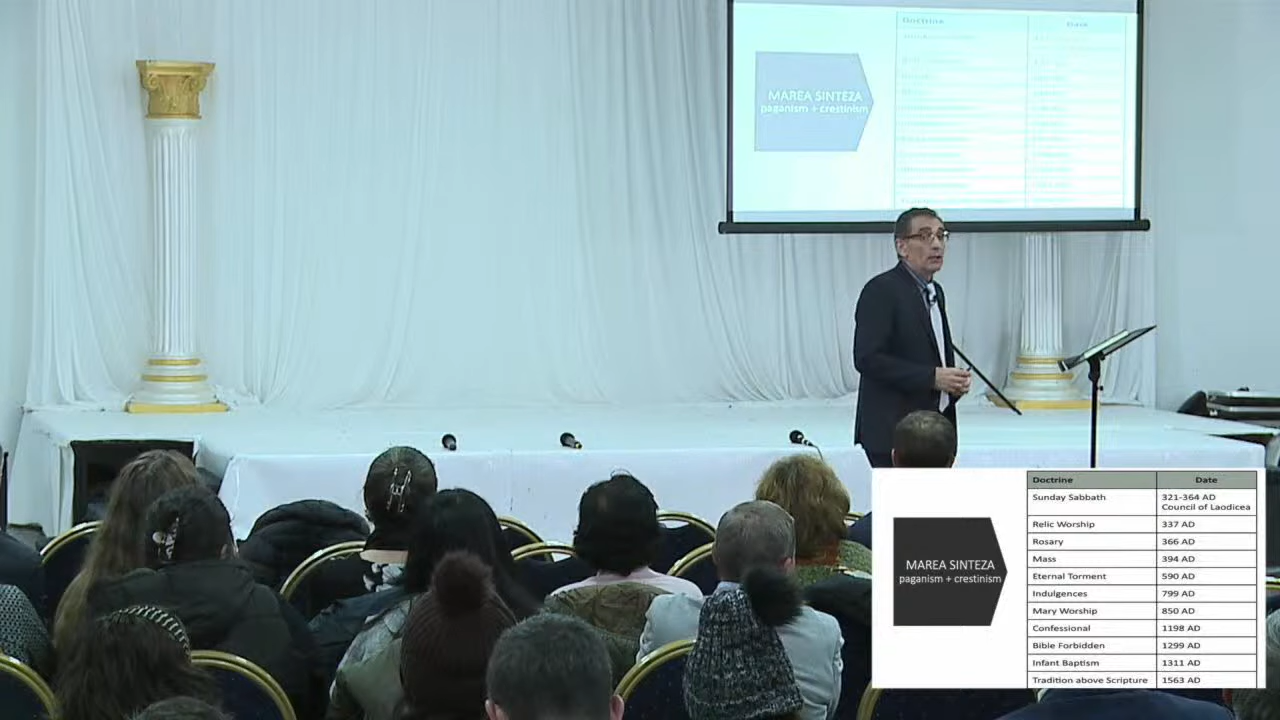 Doctrine Date
MAREA SINTEZA
paganism + crestinism
MAREA SINTEZA
paganism + crestinism
Doctrine Date
Sunday Sabbath 321-364 AD
Council of Laodicea
Relic Worship 337 AD
Rosary 366 AD
Mass 394 AD
Eternal Torment 590 AD
Indulgences 799 AD
Mary Worship 850 AD
Confessional 1198 AD
Bible Forbidden 1299 AD
Infant Baptism 1311 AD
Tradition above Scripture 1563 AD